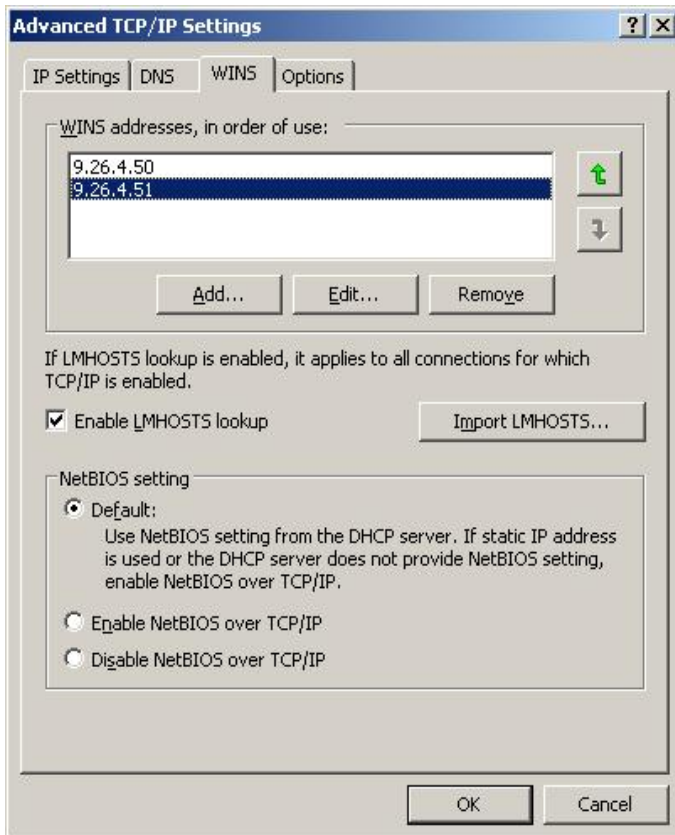 Advanced TCP/IP Settings
IP Settings
DNS
WINS
Options
WINS addresses, in order of use:
9.26.4.50
9.26.4.51
Add...
Edit...
Remove
If LMHOSTS lookup is enabled, it applies to all connections for which
TCP/IP is enabled.
Enable LMHOSTS lookup
Import LMHOSTS...
NetBIOS setting
Default:
Use NetBIOS setting from the DHCP server. If static IP address
is used or the DHCP server does not provide NetBIOS setting,
enable NetBIOS over TCP/IP.
Enable NetBIOS over TCP/IP
Disable NetBIOS over TCP/IP
OK
Cancel